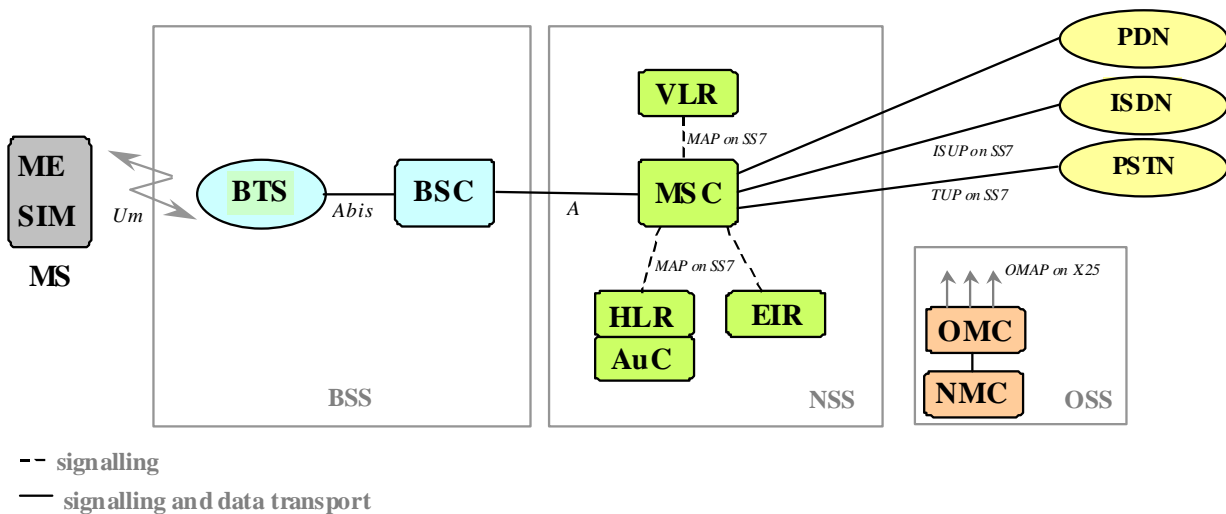 PDN
VLR
ISDN
MAP on SS7
ISUP on SS7
ME
SIM
BTS
BSC
MSC
PSTN
Um
Abis
A
TUP on SS7
MS
MAP on SS7
OMAP on X25
HLR
EIR
OMC
AuC
BSS
NSS
NMC
OSS
signalling
signalling and data transport